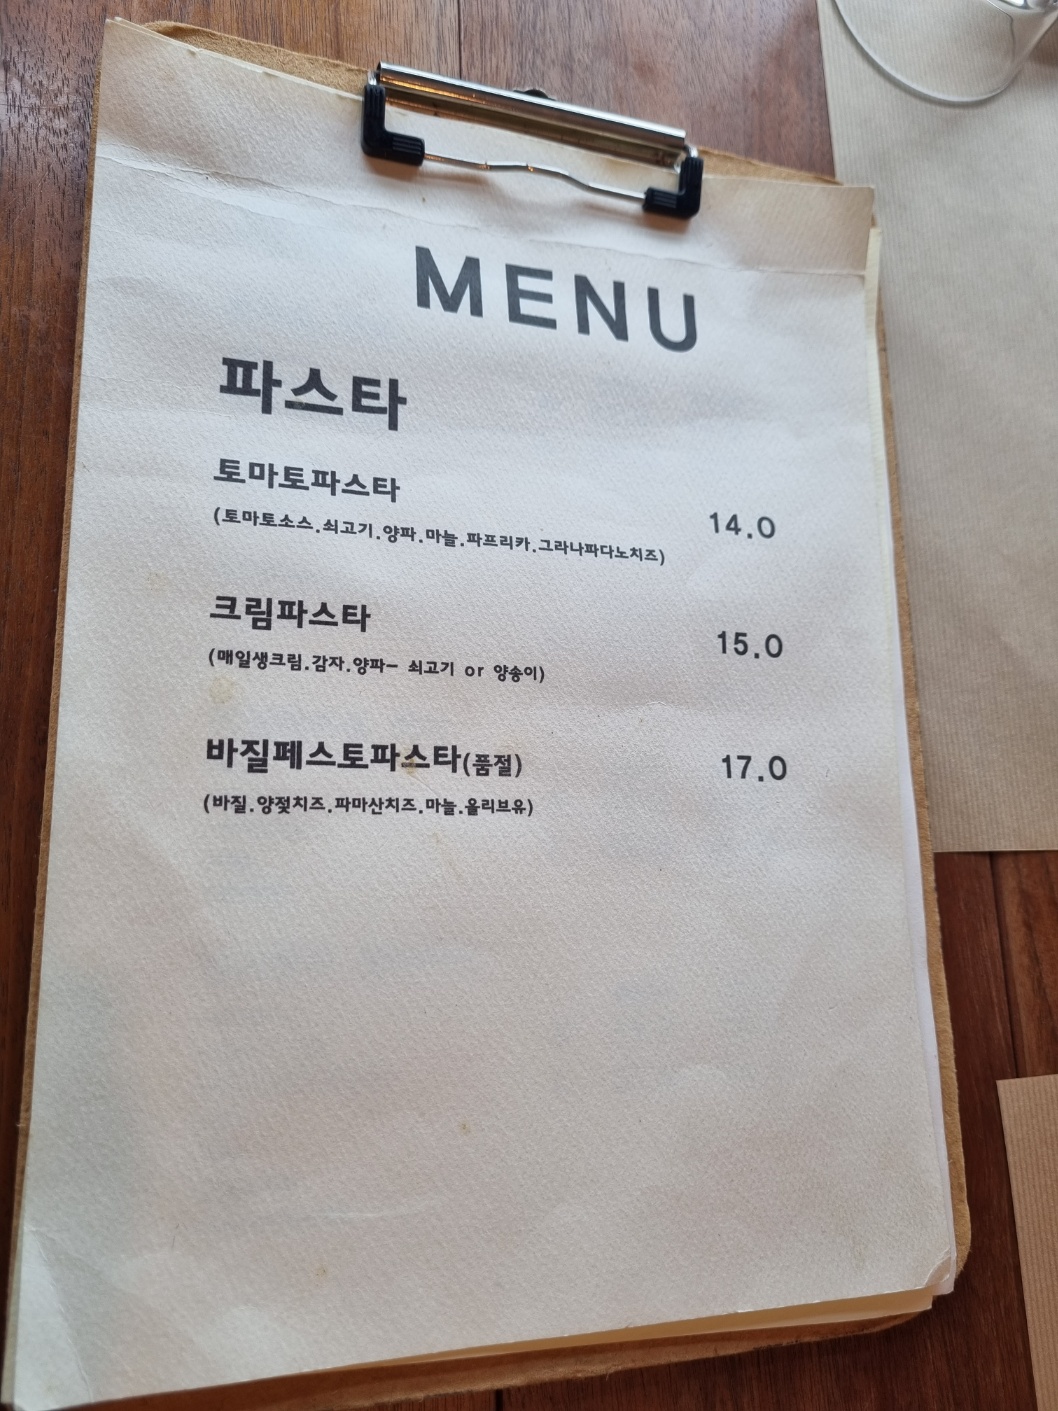 MENU
파스타
토마토파스타
(토마토소스.쇠고기.양파.마늘.파프리카.그라나파다노치즈) 14.0
크림파스타
(매일생크림.감자.양파- 쇠고기 or 양송이) 15.0
바질페스토파스타(품절) 17.0
(바질.양젖치즈.파마산치즈.마늘.올리브유)